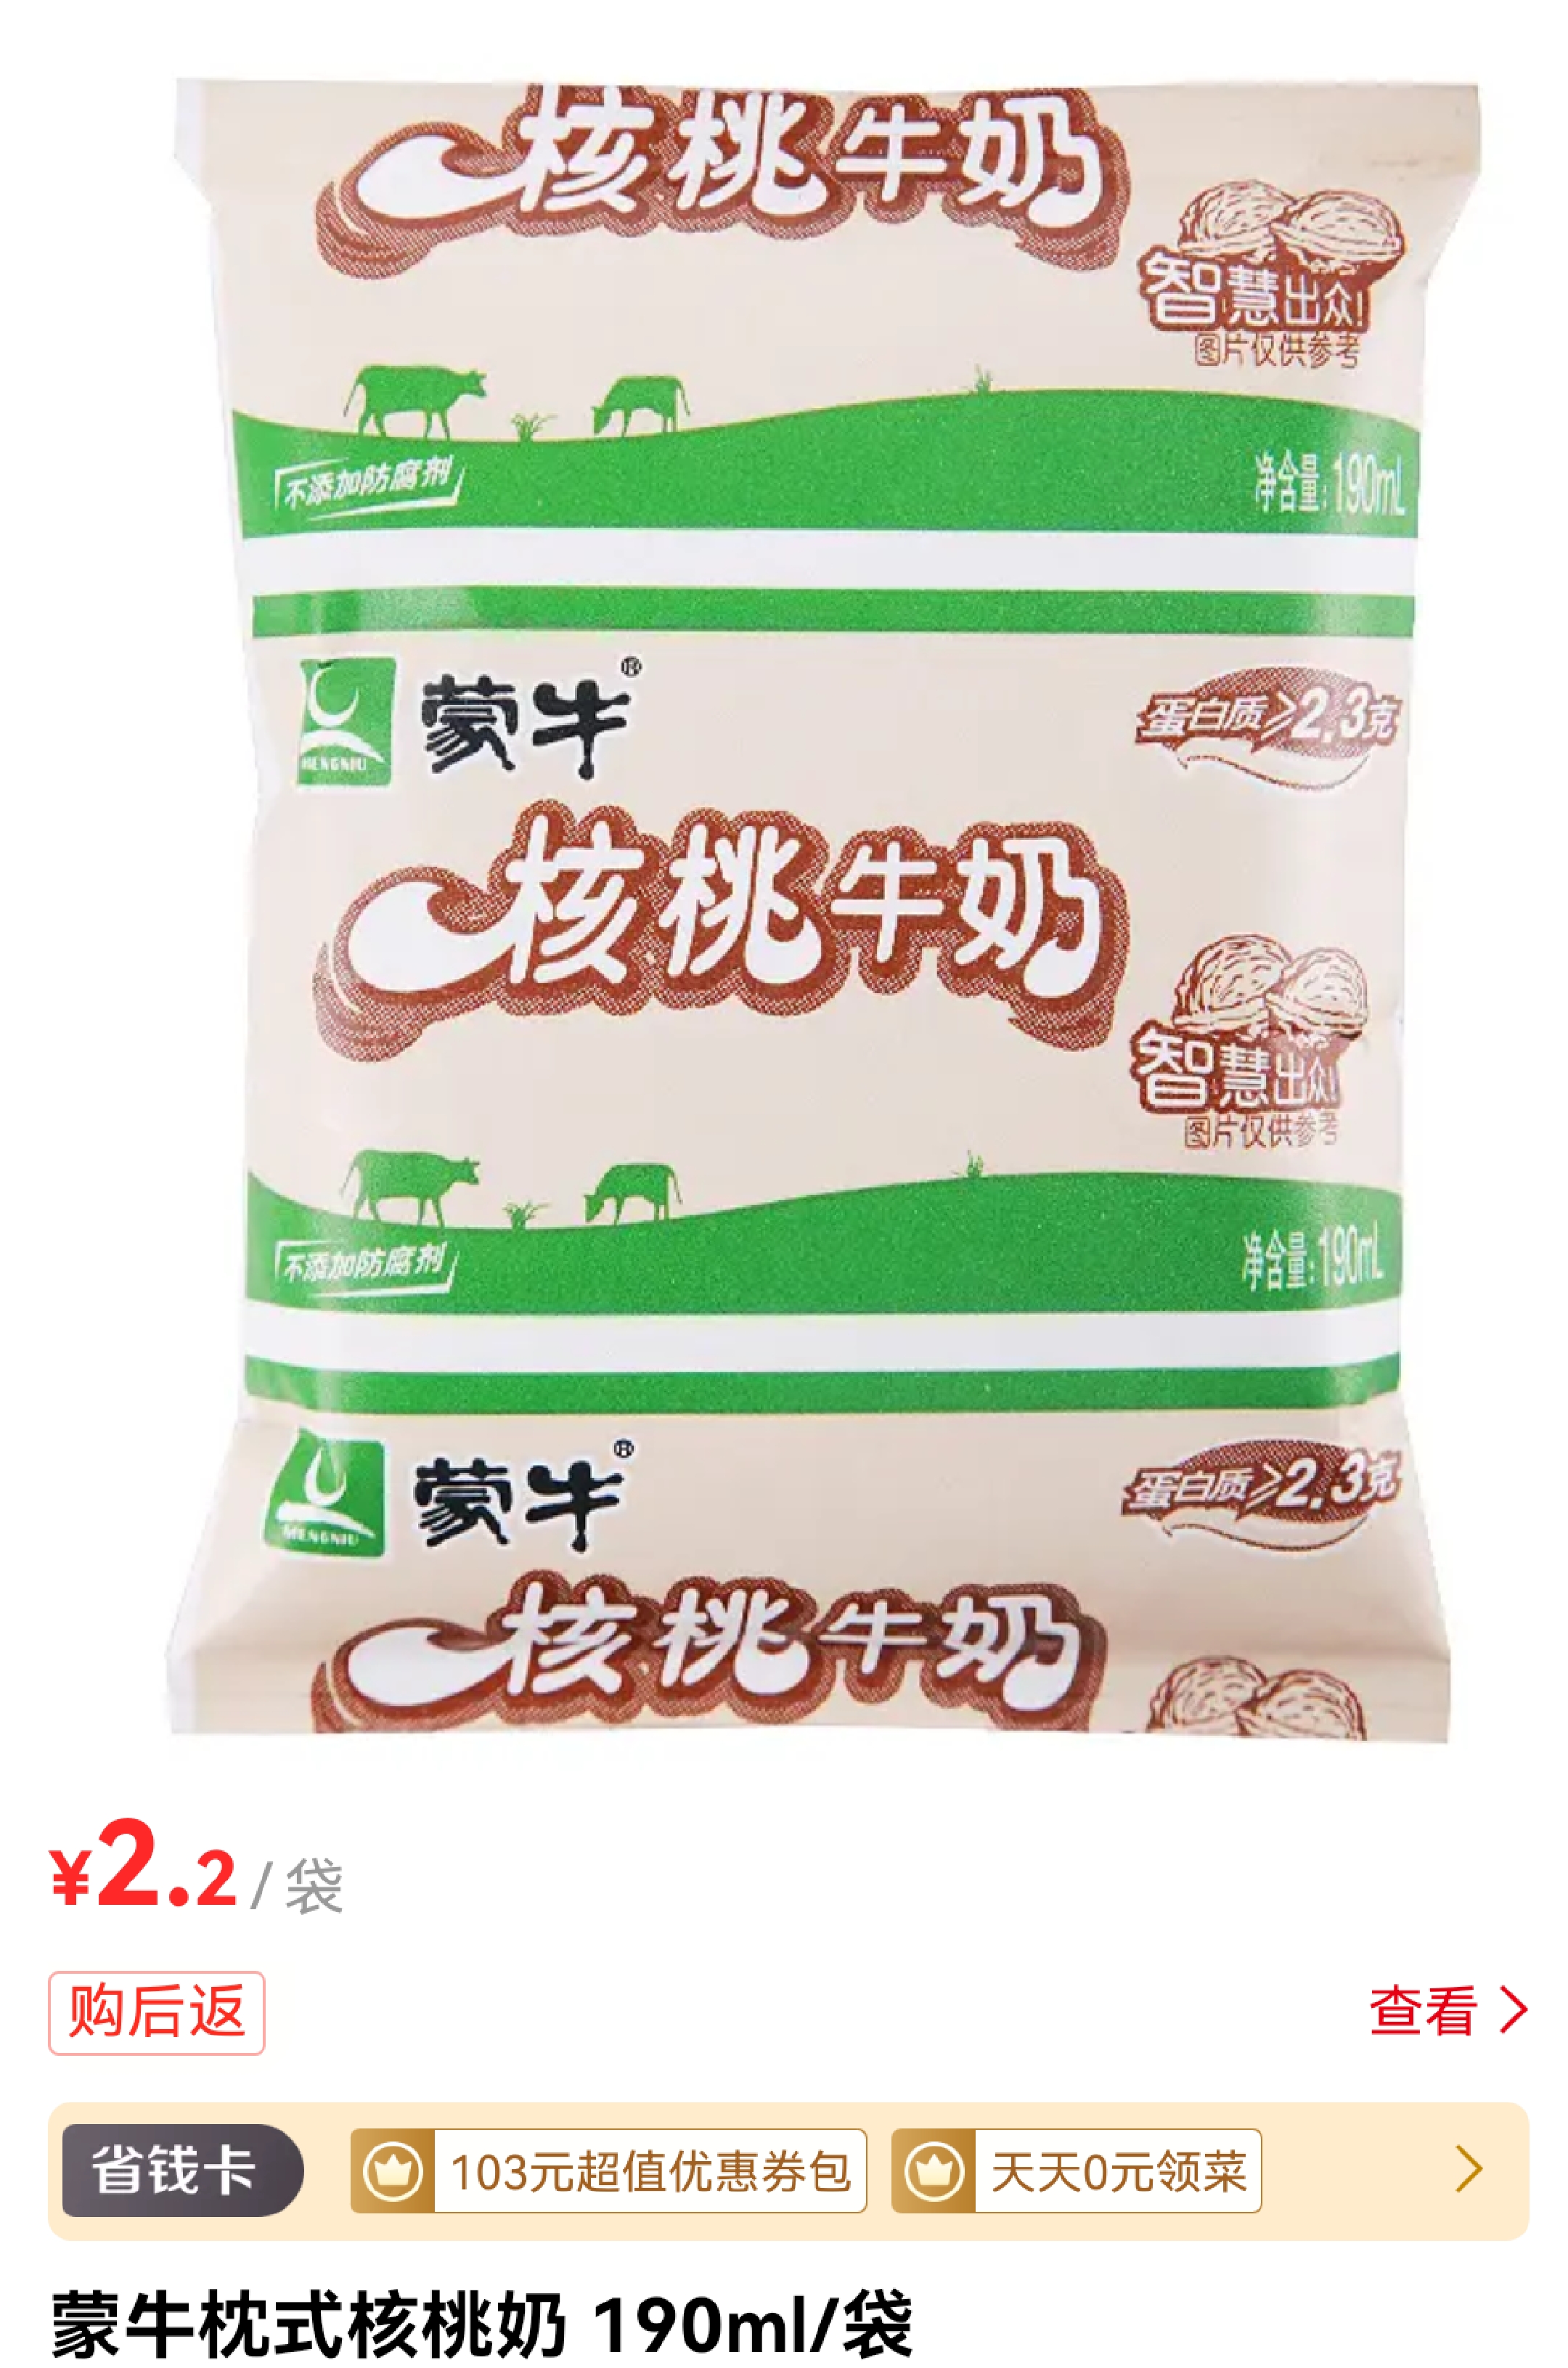 核桃牛奶
智慧出众!
图片仅供参考
不添加防腐剂
净含量:190mL
MENGNIU
蒙牛®
蛋白质≥2.3克
核桃牛奶
智慧出众!
图片仅供参考
不添加防腐剂
净含量:190mL
MENGNIU
蒙牛®
蛋白质≥2.3克
核桃牛奶
¥2.2/袋
购后返
查看
省钱卡
103元超值优惠券包
天天0元领菜
蒙牛枕式核桃奶 190ml/袋